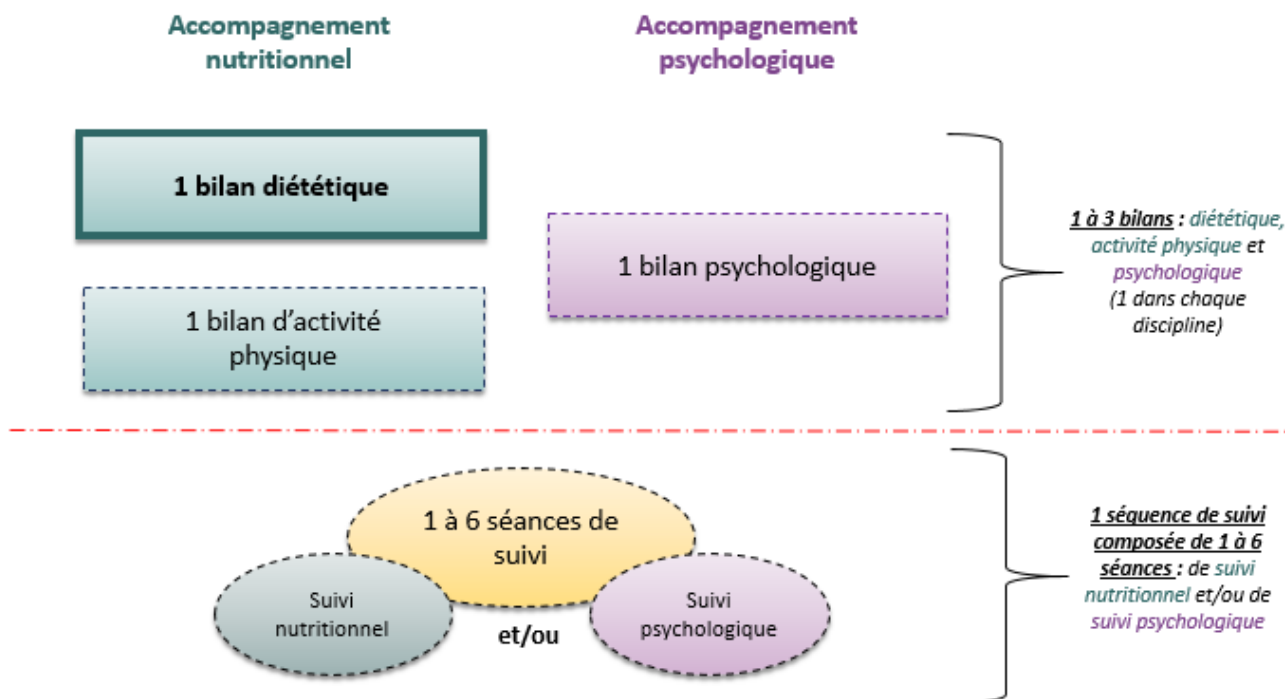 Accompagnement
nutritionnel
Accompagnement
psychologique
1 bilan diététique
1 bilan d’activité
physique
1 bilan psychologique
1 à 3 bilans : diététique,
activité physique et
psychologique
(1 dans chaque
discipline)
1 à 6 séances de
suivi
Suivi
nutritionnel
et/ou
Suivi
psychologique
1 séquence de suivi
composée de 1 à 6
séances : de suivi
nutritionnel et/ou de
suivi psychologique